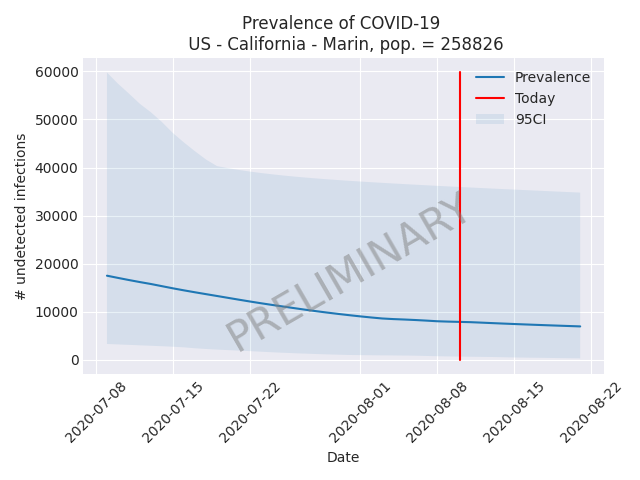 Prevalence of COVID-19
US - California - Marin, pop. = 258826
# undetected infections
60000
50000
40000
30000
20000
10000
0
Prevalence
Today
95CI
PRELIMINARY
2020-07-08
2020-07-15
2020-07-22
2020-08-01
2020-08-08
2020-08-15
2020-08-22
Date